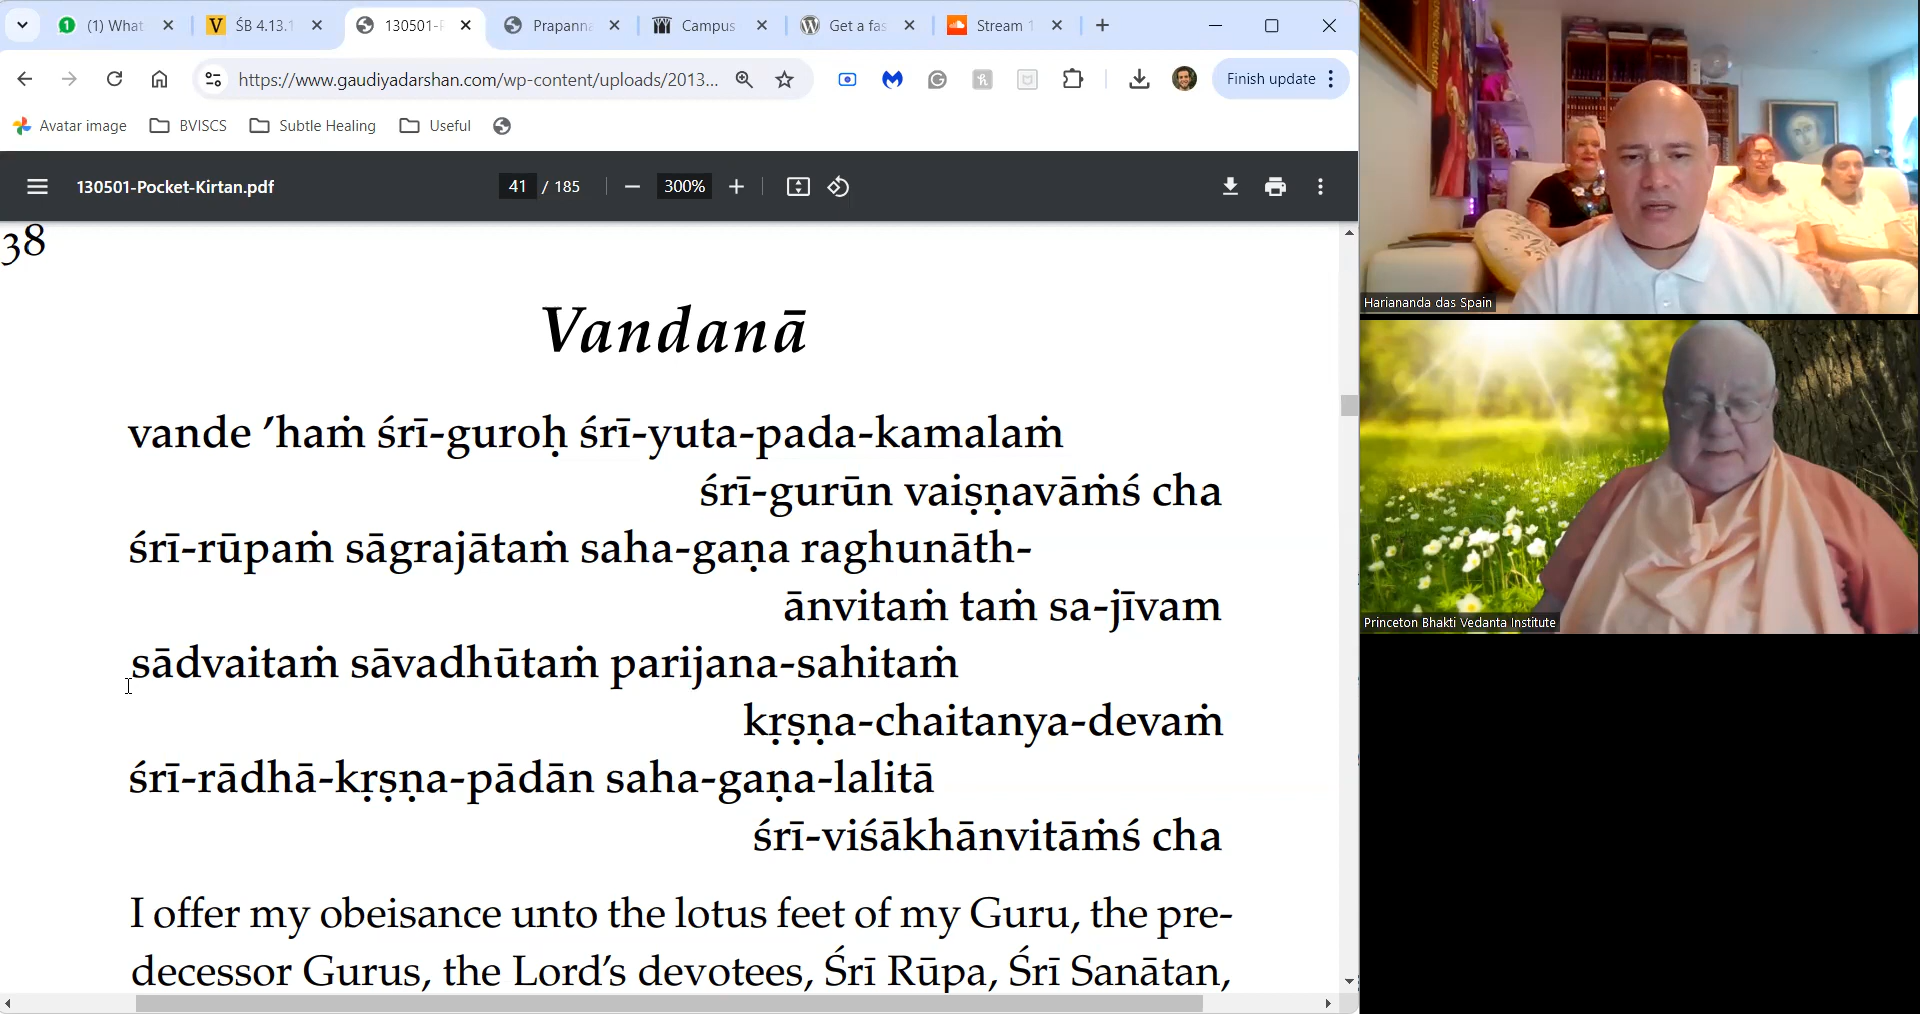 (1) What
ŚB 4.13.1
130501-P
Prapanna
Campus
Get a fas
Stream 1
https://www.gaudiyadarshan.com/wp-content/uploads/2013...
Finish update
Avatar image
BVISCS
Subtle Healing
Useful
130501-Pocket-Kirtan.pdf
41 / 185
300%
38
Vandanā
vande ’haṁ śrī-guroḥ śrī-yuta-pada-kamalaṁ
śrī-gurūn vaiṣṇavāṁś cha
śrī-rūpaṁ sāgrajātaṁ saha-gaṇa raghunāth-
ānvitaṁ taṁ sa-jīvam
sādvaitaṁ sāvadhūtaṁ parijana-sahitaṁ
kṛṣṇa-chaitanya-devaṁ
śrī-rādhā-kṛṣṇa-pādān saha-gaṇa-lalitā
śrī-viśākhānvitāṁś cha
I offer my obeisance unto the lotus feet of my Guru, the pre-
decessor Gurus, the Lord’s devotees, Śrī Rūpa, Śrī Sanātan,
Hariananda das Spain
Princeton Bhakti Vedanta Institute